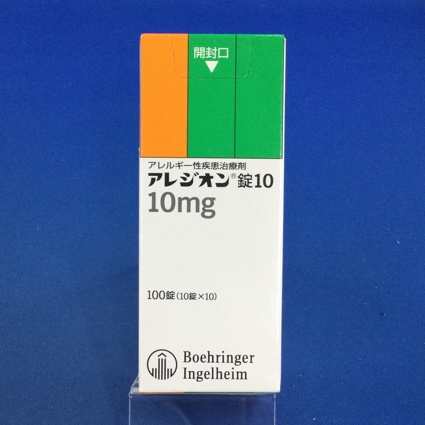 開封口
アレルギー性疾患治療剤
アレジオン®錠10
10mg
100錠(10錠×10)
Boehringer
Ingelheim